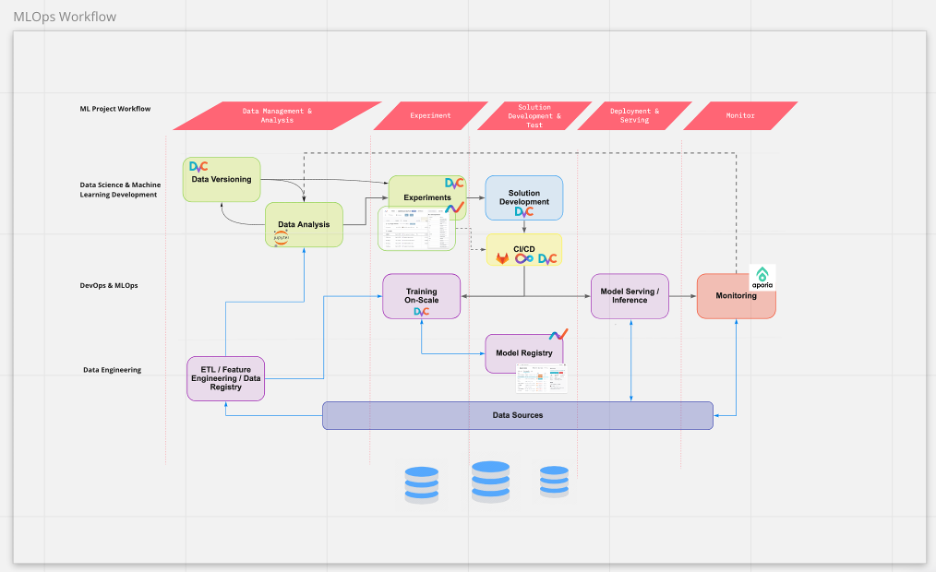 MLOps Workflow
ML Project Workflow
Data Management &
Analysis
Experiment
Solution
Development &
Test
Deployment &
Serving
Monitor
Data Science & Machine
Learning Development
DVC
Data Versioning
Data Analysis
jupyter
DVC
Experiments
Solution
Development
DVC
CI/CD
DVC
DevOps & MLOps
Training
On-Scale
DVC
Model Serving /
Inference
Monitoring
aporia
Model Registry
Data Engineering
ETL / Feature
Engineering / Data
Registry
Data Sources